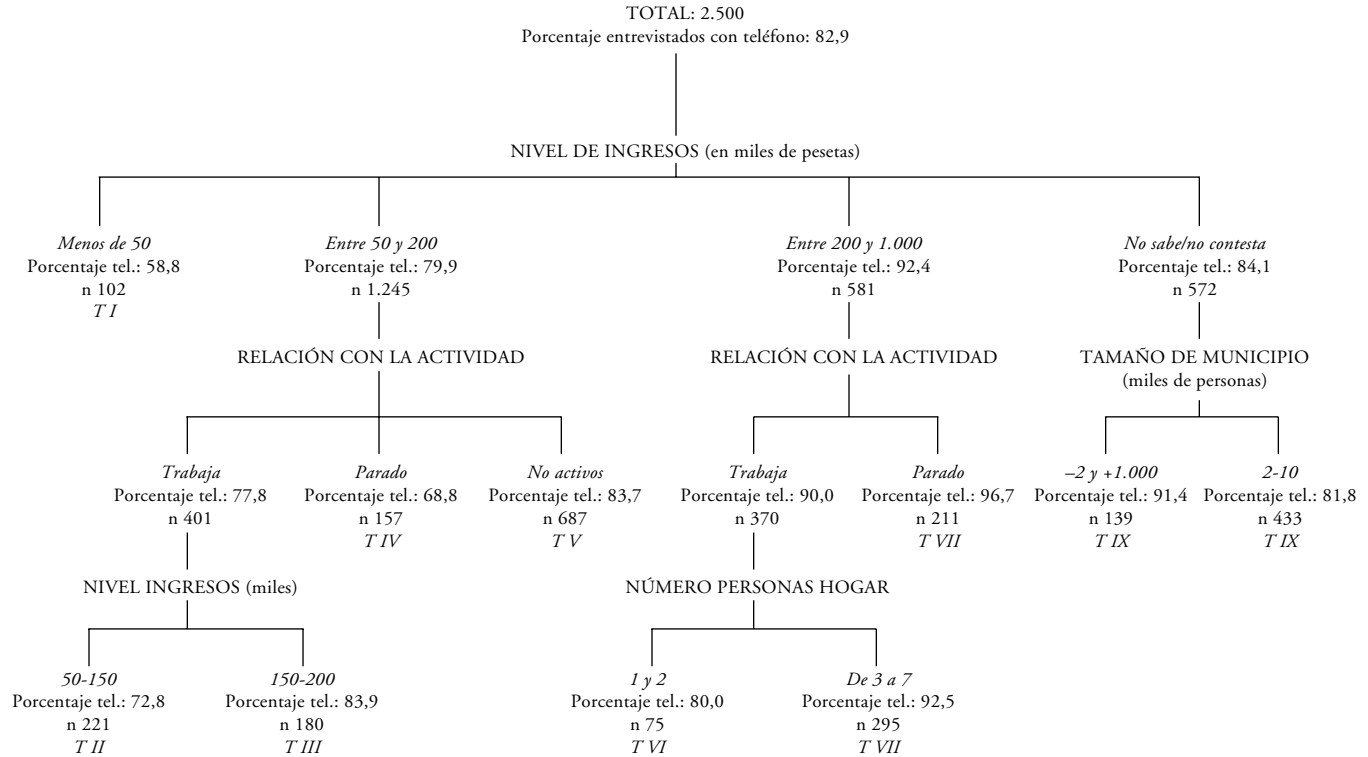 TOTAL: 2.500
Porcentaje entrevistados con teléfono: 82,9
NIVEL DE INGRESOS (en miles de pesetas)
Menos de 50
Porcentaje tel.: 58,8
n 102
T I
Entre 50 y 200
Porcentaje tel.: 79,9
n 1.245
Entre 200 y 1.000
Porcentaje tel.: 92,4
n 581
No sabe/no contesta
Porcentaje tel.: 84,1
n 572
RELACIÓN CON LA ACTIVIDAD
RELACIÓN CON LA ACTIVIDAD
TAMAÑO DE MUNICIPIO
(miles de personas)
Trabaja
Porcentaje tel.: 77,8
n 401
Parado
Porcentaje tel.: 68,8
n 157
T IV
No activos
Porcentaje tel.: 83,7
n 687
T V
Trabaja
Porcentaje tel.: 90,0
n 370
Parado
Porcentaje tel.: 96,7
n 211
T VII
–2 y +1.000
Porcentaje tel.: 91,4
n 139
T IX
2-10
Porcentaje tel.: 81,8
n 433
T IX
NIVEL INGRESOS (miles)
NÚMERO PERSONAS HOGAR
50-150
Porcentaje tel.: 72,8
n 221
T II
150-200
Porcentaje tel.: 83,9
n 180
T III
1 y 2
Porcentaje tel.: 80,0
n 75
T VI
De 3 a 7
Porcentaje tel.: 92,5
n 295
T VII